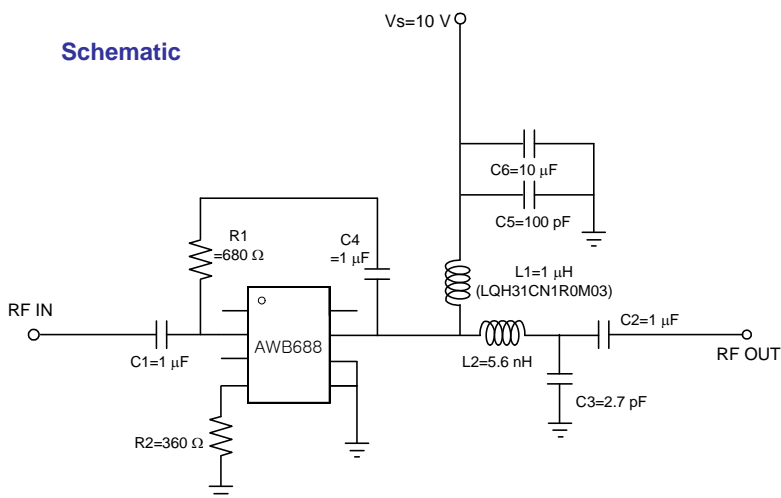 Vs=10 V
Schematic
C6=10 μF
C5=100 pF
R1
=680 Ω
C4
=1 μF
L1=1 μH
(LQH31CN1R0M03)
RF IN
C1=1 μF
AWB688
L2=5.6 nH
C2=1 μF
RF OUT
C3=2.7 pF
R2=360 Ω